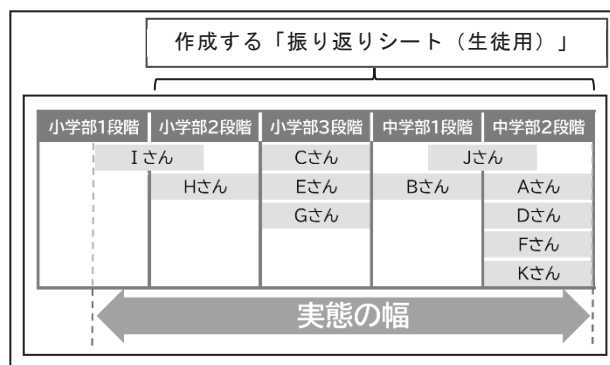 作成する「振り返りシート（生徒用）」
小学部1段階 小学部2段階 小学部3段階 中学部1段階 中学部2段階
Iさん Cさん Jさん
Hさん Eさん Bさん Aさん
Gさん Dさん
Fさん
Kさん
実態の幅